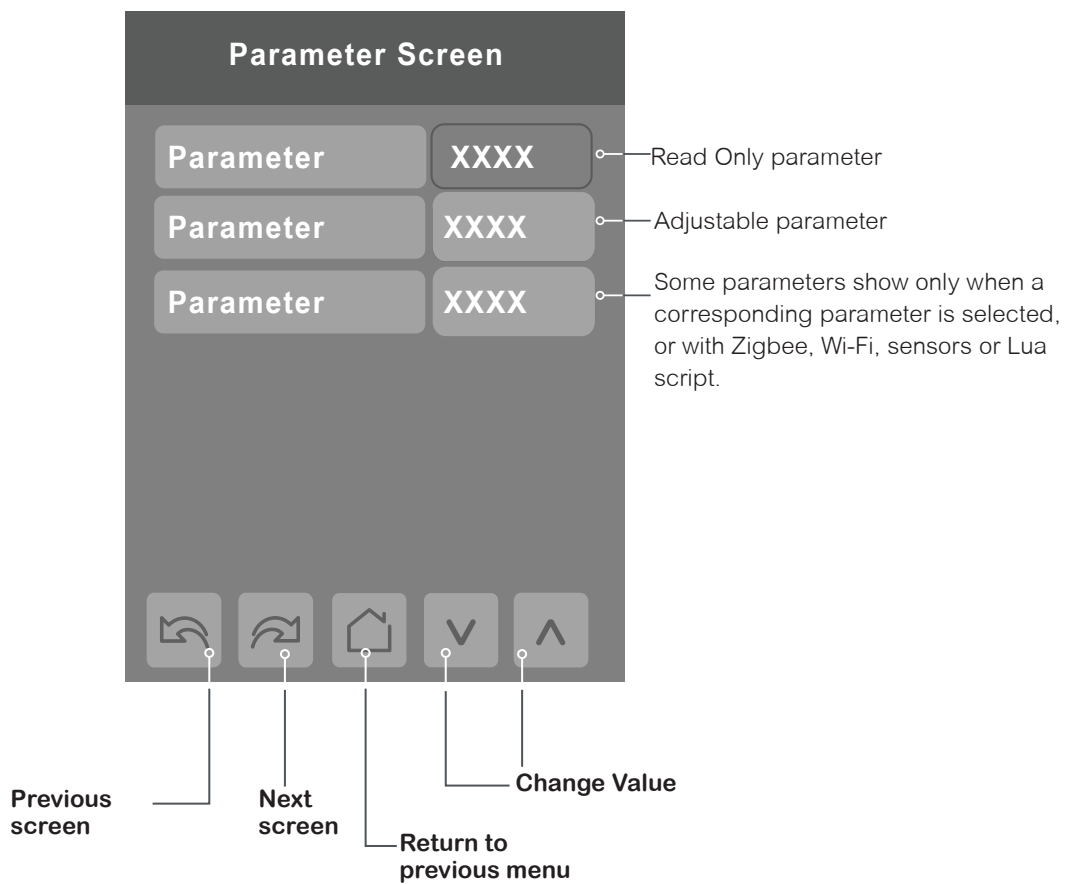 Parameter Screen
Parameter XXXX
Read Only parameter
Parameter XXXX
Adjustable parameter
Parameter XXXX
Some parameters show only when a
corresponding parameter is selected,
or with Zigbee, Wi-Fi, sensors or Lua
script.
Previous
screen
Next
screen
Return to
previous menu
Change Value